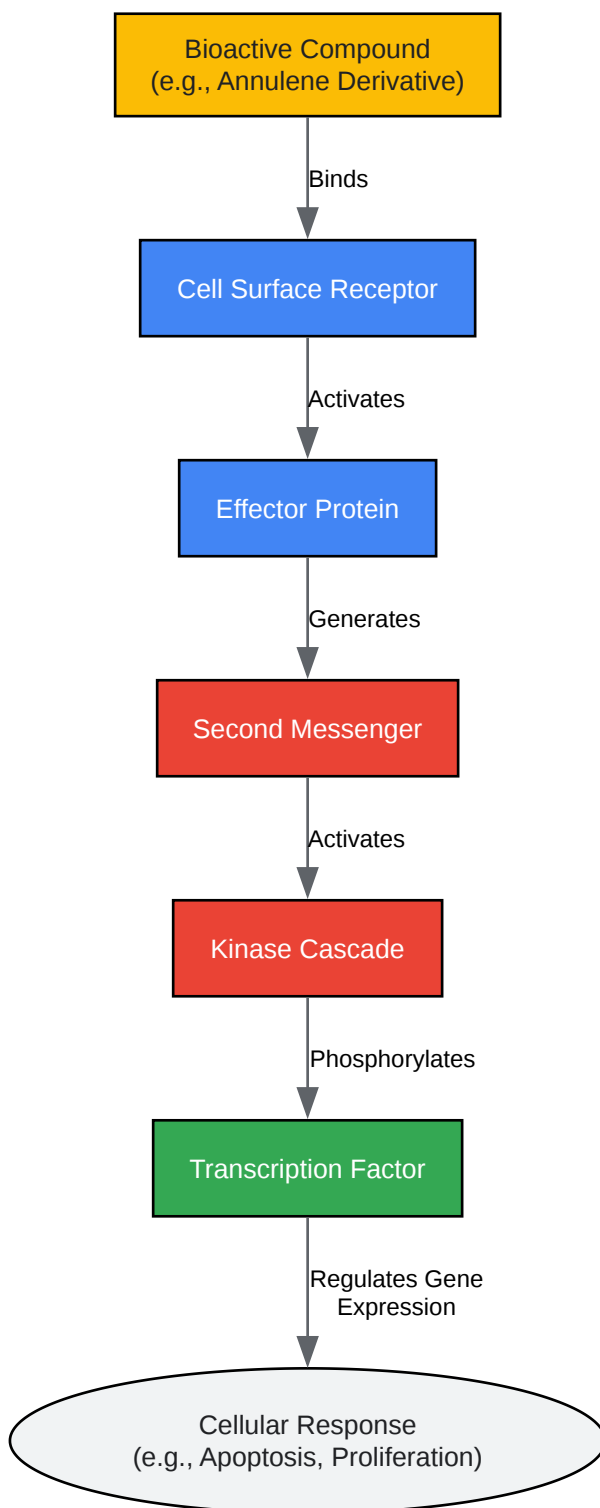 Bioactive Compound
(e.g., Annulene Derivative)
Binds
Cell Surface Receptor
Activates
Effector Protein
Generates
Second Messenger
Activates
Kinase Cascade
Phosphorylates
Transcription Factor
Regulates Gene
Expression
Cellular Response
(e.g., Apoptosis, Proliferation)